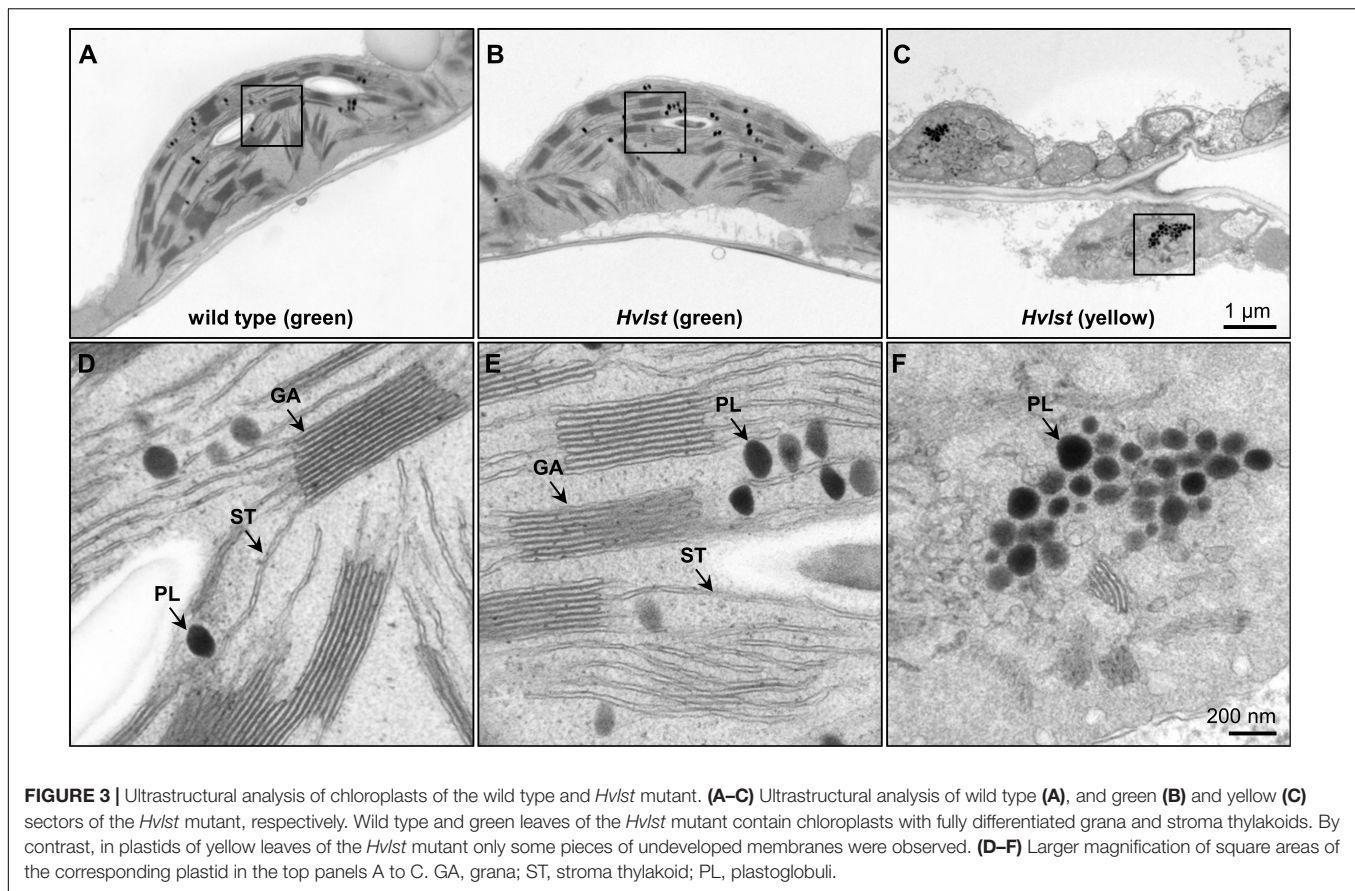 A
B
C
wild type (green)
Hvlst (green)
Hvlst (yellow)
1 µm
D
GA
ST
PL
E
PL
GA
ST
F
PL
200 nm
FIGURE 3 | Ultrastructural analysis of chloroplasts of the wild type and Hvlst mutant. (A–C) Ultrastructural analysis of wild type (A), and green (B) and yellow (C)
sectors of the Hvlst mutant, respectively. Wild type and green leaves of the Hvlst mutant contain chloroplasts with fully differentiated grana and stroma thylakoids. By
contrast, in plastids of yellow leaves of the Hvlst mutant only some pieces of undeveloped membranes were observed. (D–F) Larger magnification of square areas of
the corresponding plastid in the top panels A to C. GA, grana; ST, stroma thylakoid; PL, plastoglobuli.